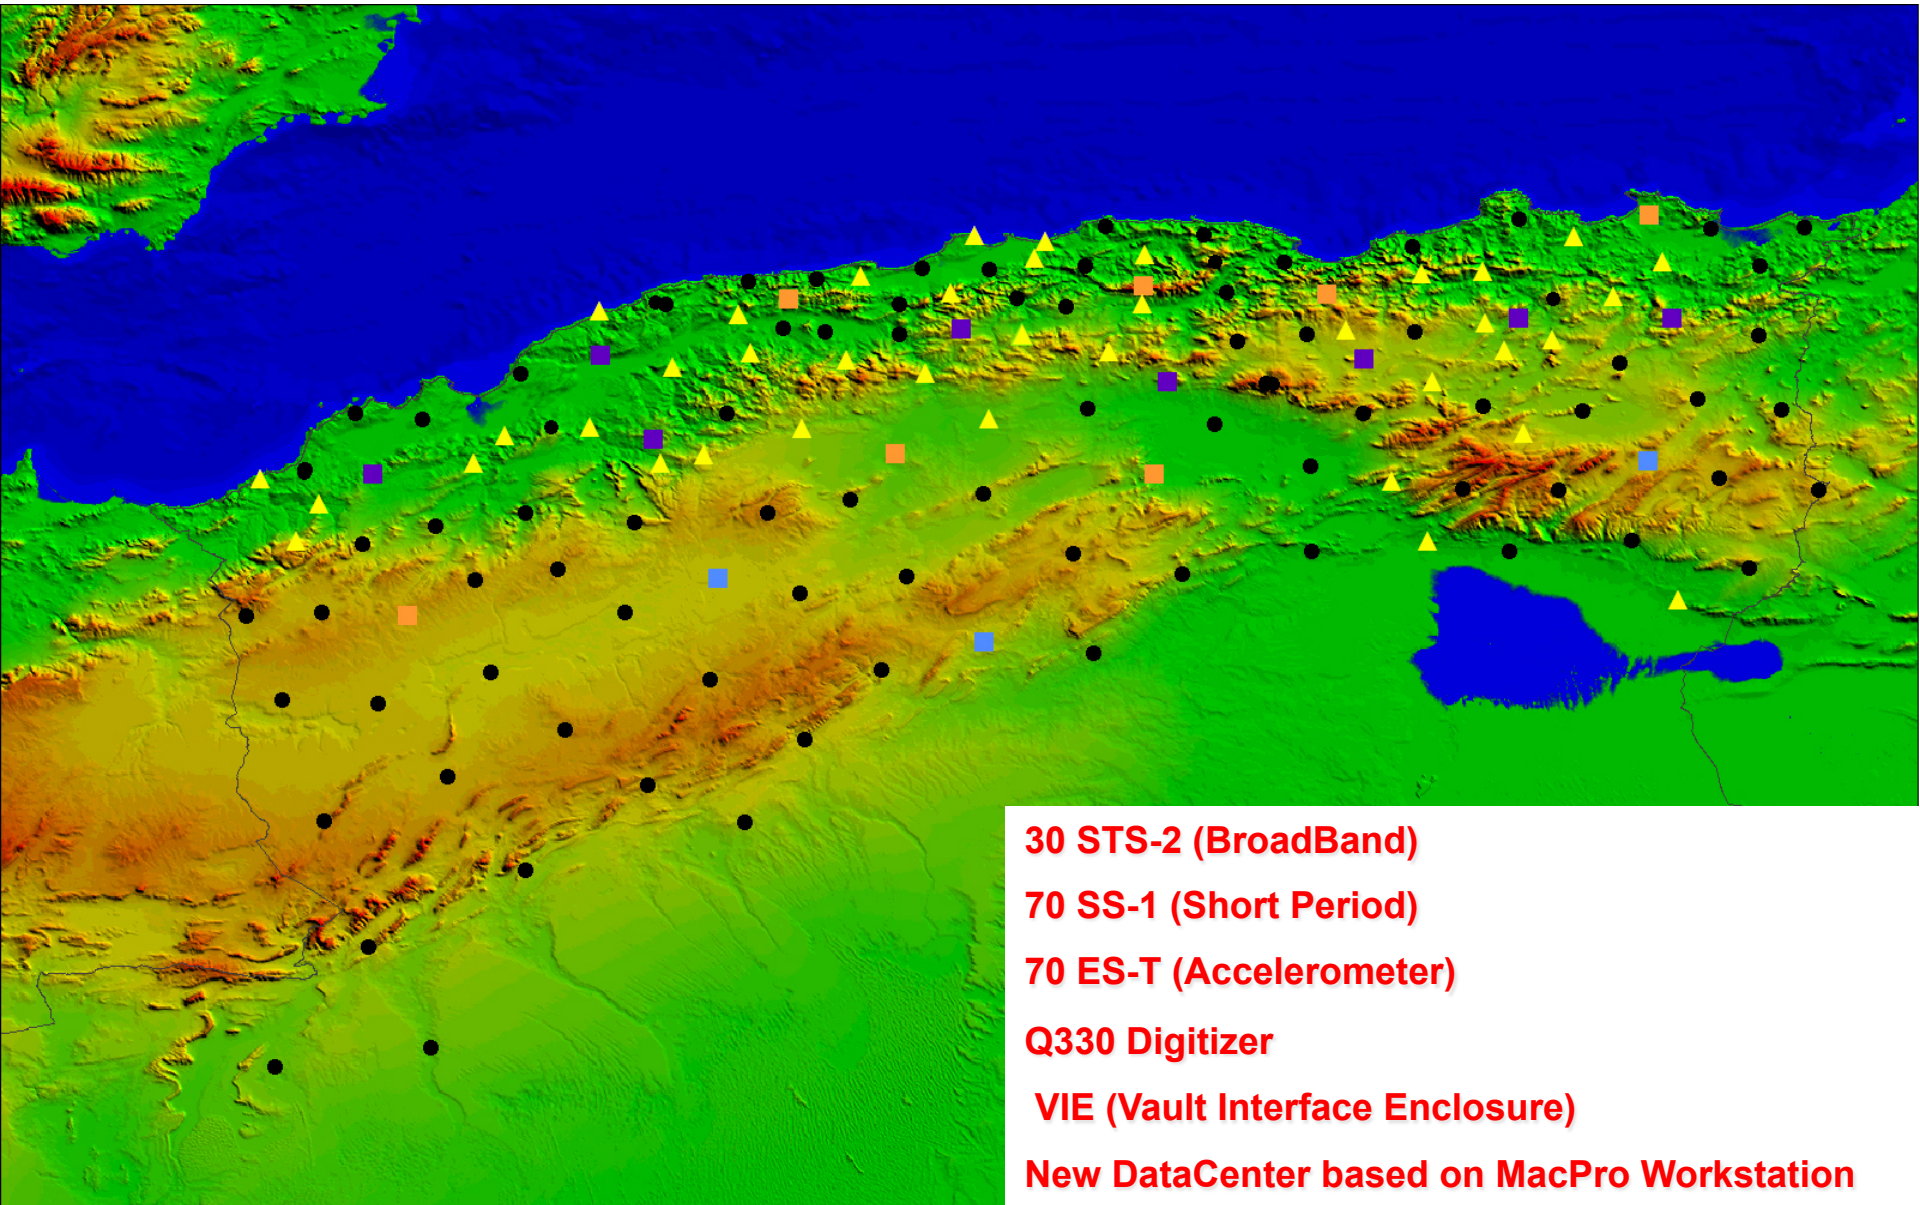 30 STS-2 (BroadBand)
70 SS-1 (Short Period)
70 ES-T (Accelerometer)
Q330 Digitizer
VIE (Vault Interface Enclosure)
New DataCenter based on MacPro Workstation